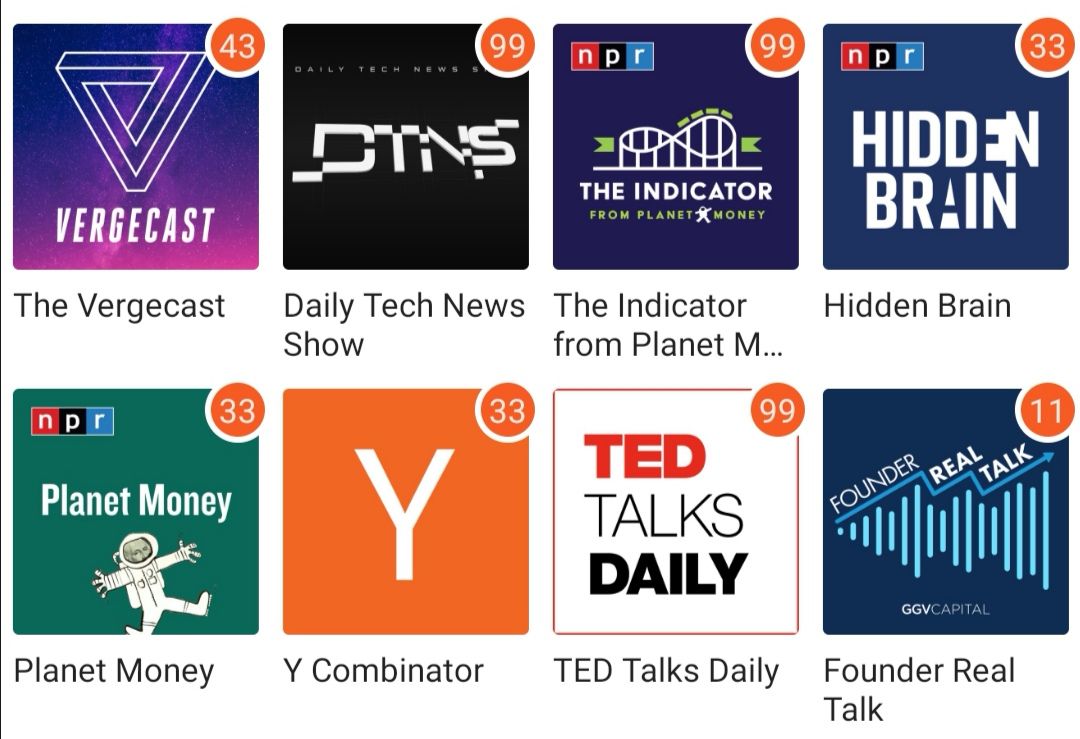 43
99
99
33
DAILY TECH NEWS S
npr
npr
DTNS
THE INDICATOR
FROM PLANET MONEY
HIDDEN
BRAIN
VERGECAST
The Vergecast
Daily Tech News
Show
The Indicator
from Planet M...
Hidden Brain
33
33
99
11
npr
Planet Money
Y
TED
TALKS
DAILY
FOUNDER REAL TALK
GGVCAPITAL
Planet Money
Y Combinator
TED Talks Daily
Founder Real
Talk